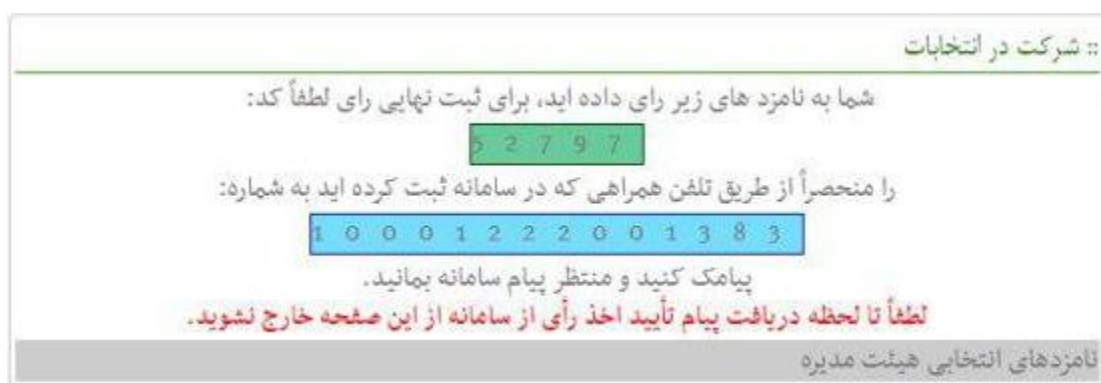 :: شرکت در انتخابات
شما به نامزد های زیر رای داده اید، برای ثبت نهایی رای لطفاً کد:
5 2 7 9 7
را منحصراً از طریق تلفن همراهی که در سامانه ثبت کرده اید به شماره:
1 0 0 0 1 2 2 2 0 0 1 3 8 3
پیامک کنید و منتظر پیام سامانه بمانید.
لطفاً تا لحظه دریافت پیام تأیید اخذ رأی از سامانه از این صفحه خارج نشوید.
نامزدهای انتخابی هیئت مدیره